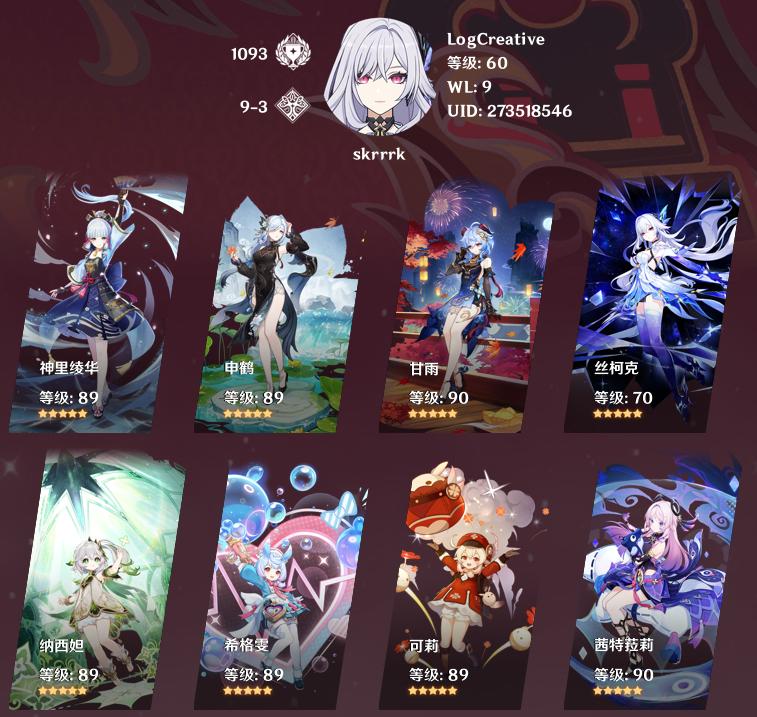 1093
9-3
LogCreative
等级: 60
WL: 9
UID: 273518546
skrrrk
神里绫华
等级: 89
申鹤
等级: 89
甘雨
等级: 90
丝柯克
等级: 70
纳西妲
等级: 89
希格雯
等级: 89
可莉
等级: 89
茜特菈莉
等级: 90